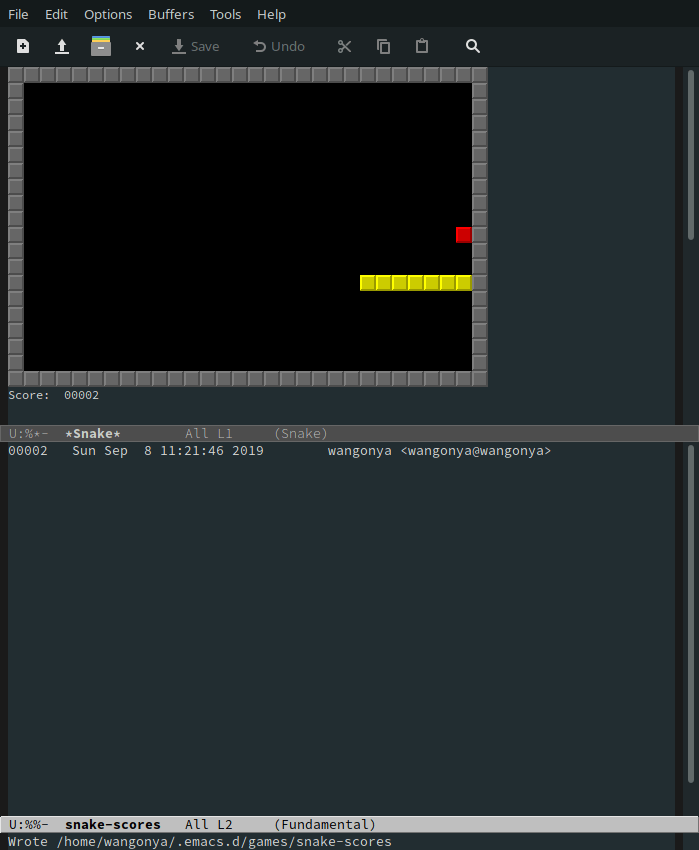 File Edit Options Buffers Tools Help
Save Undo
Score: 00002
U:%*- *Snake* All L1 (Snake)
00002 Sun Sep 8 11:21:46 2019 wangonya <wangonya@wangonya>
U:%%- snake-scores All L2 (Fundamental)
Wrote /home/wangonya/.emacs.d/games/snake-scores